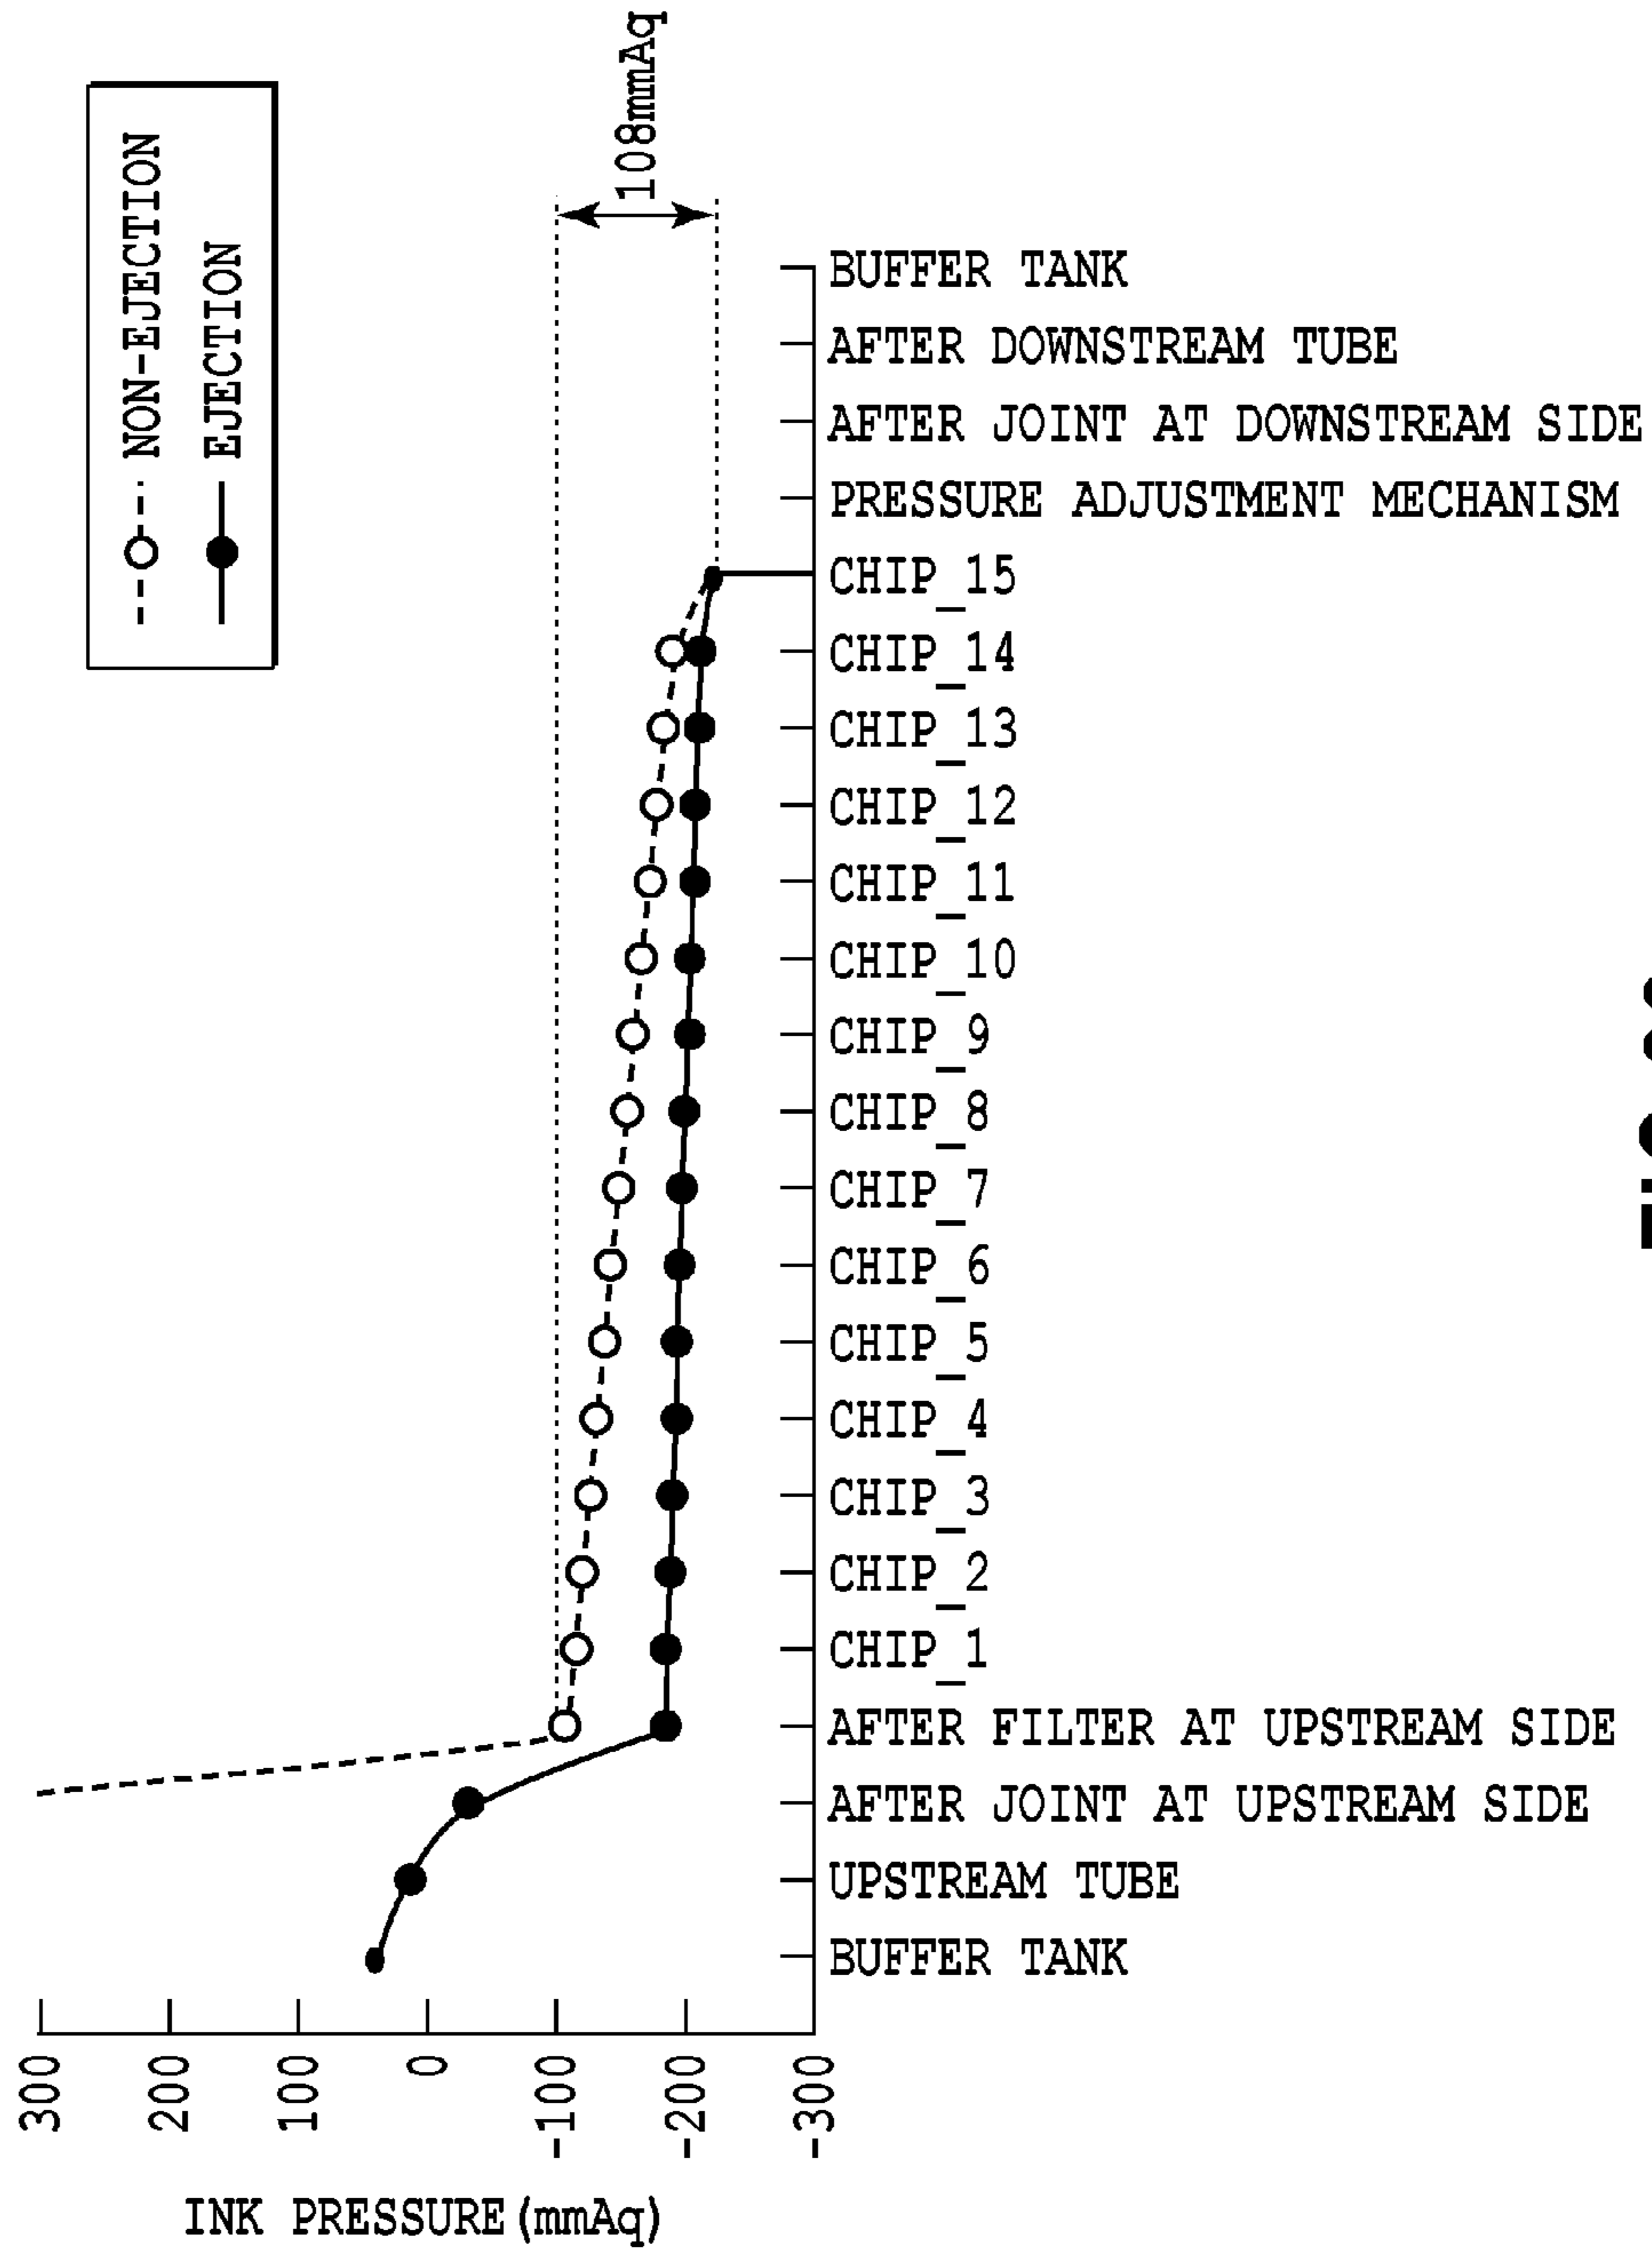 NON-EJECTION
EJECTION
108mmAq
INK PRESSURE(mmAq)
300
200
100
0
-100
-200
-300
BUFFER TANK
UPSTREAM TUBE
AFTER JOINT AT UPSTREAM SIDE
AFTER FILTER AT UPSTREAM SIDE
CHIP_1
CHIP_2
CHIP_3
CHIP_4
CHIP_5
CHIP_6
CHIP_7
CHIP_8
CHIP_9
CHIP_10
CHIP_11
CHIP_12
CHIP_13
CHIP_14
CHIP_15
PRESSURE ADJUSTMENT MECHANISM
AFTER JOINT AT DOWNSTREAM SIDE
AFTER DOWNSTREAM TUBE
BUFFER TANK